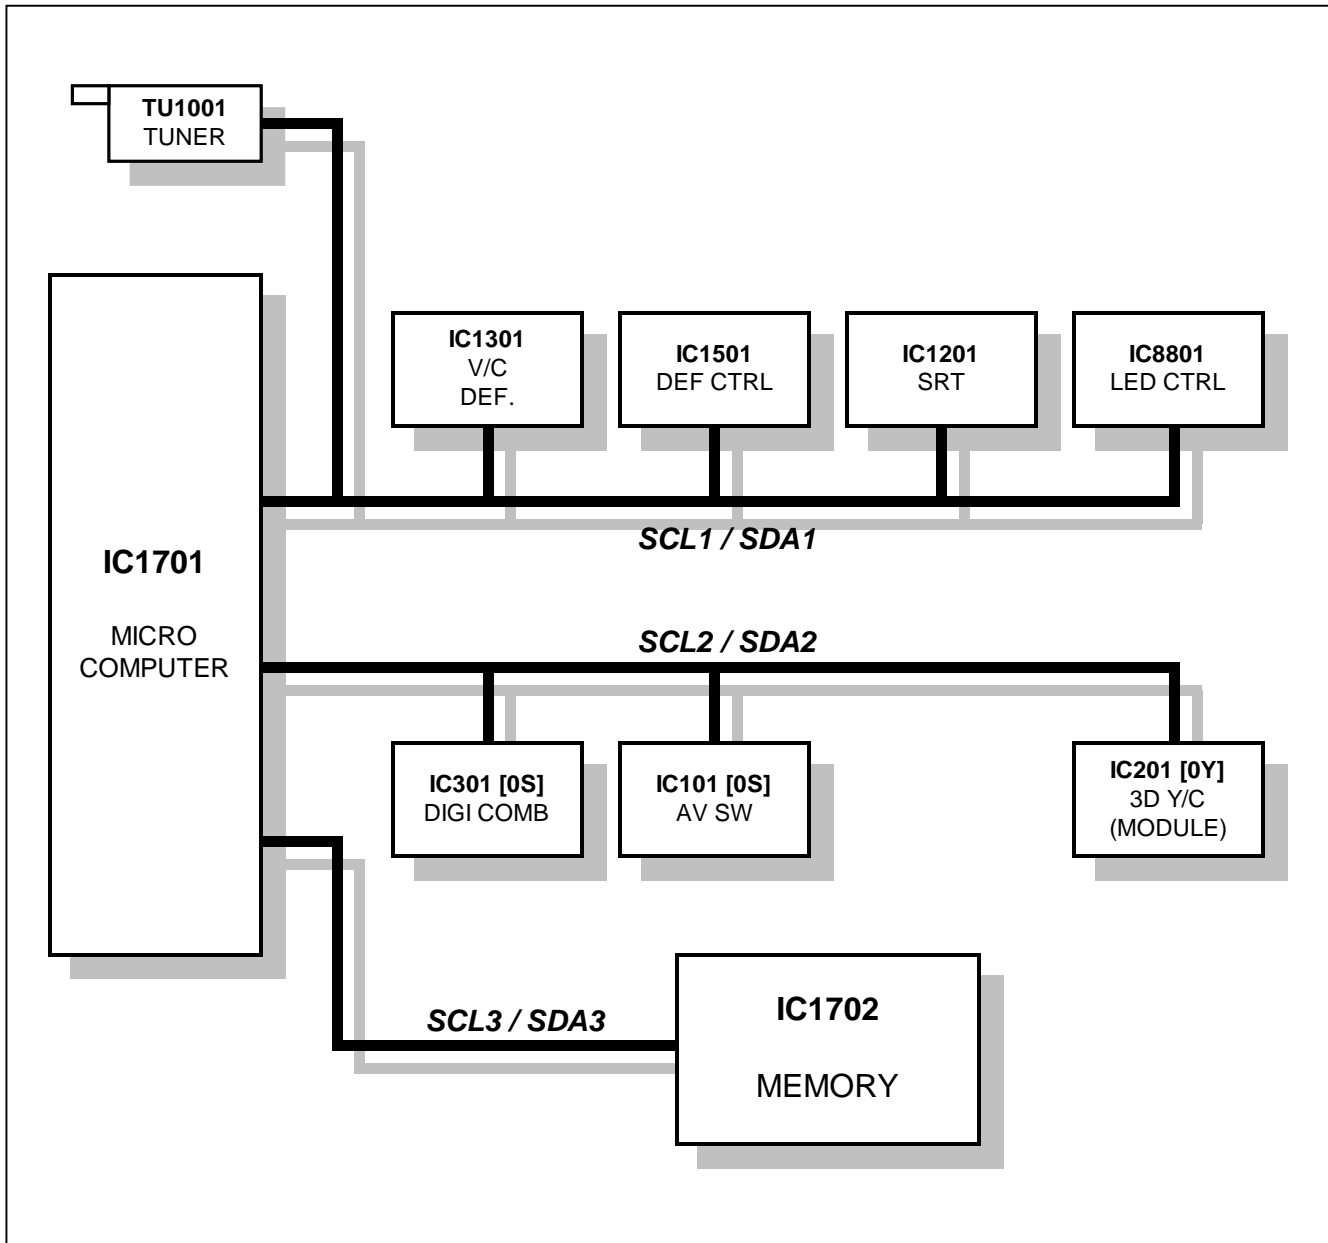 TU1001
TUNER
IC1301
V/C
DEF.
IC1501
DEF CTRL
IC1201
SRT
IC8801
LED CTRL
SCL1 / SDA1
IC1701
MICRO
COMPUTER
SCL2 / SDA2
IC301 [0S]
DIGI COMB
IC101 [0S]
AV SW
IC201 [0Y]
3D Y/C
(MODULE)
SCL3 / SDA3
IC1702
MEMORY